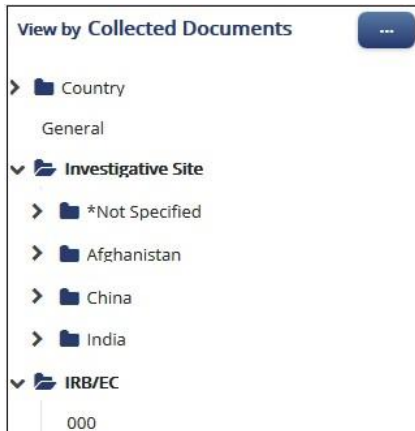 View by Collected Documents
...
Country
General
Investigative Site
*Not Specified
Afghanistan
China
India
IRB/EC
000